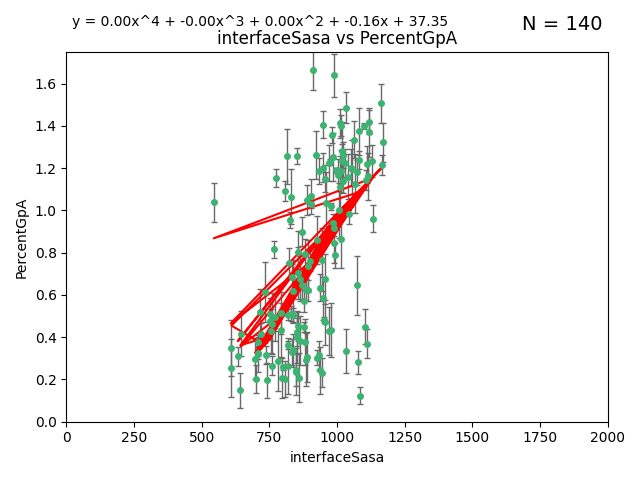 y = 0.00x^4 + -0.00x^3 + 0.00x^2 + -0.16x + 37.35
N = 140
interfaceSasa vs PercentGpA
PercentGpA
1.6
1.4
1.2
1.0
0.8
0.6
0.4
0.2
0.0
0 250 500 750 1000 1250 1500 1750 2000
interfaceSasa